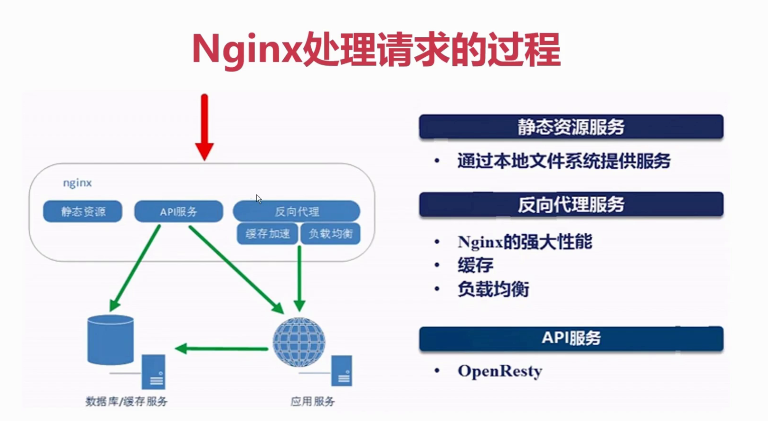 Nginx处理请求的过程
nginx
静态资源
API服务
反向代理
缓存加速
负载均衡
数据库/缓存服务
应用服务
静态资源服务
• 通过本地文件系统提供服务
反向代理服务
• Nginx的强大性能
• 缓存
• 负载均衡
API服务
• OpenResty